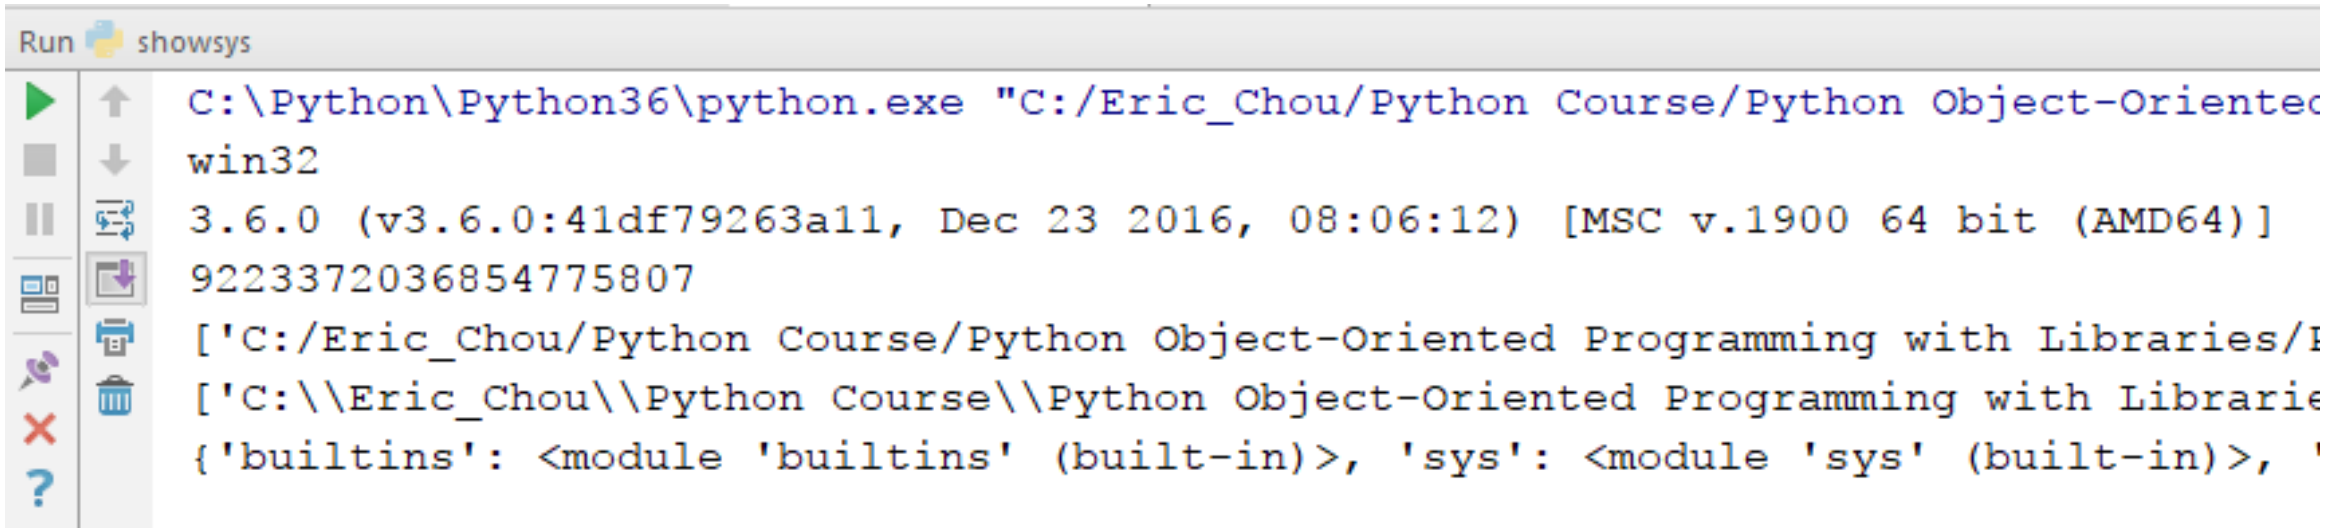 Run showsys
C:\Python\Python36\python.exe "C:/Eric_Chou/Python Course/Python Object-Oriented
win32
3.6.0 (v3.6.0:41df79263a11, Dec 23 2016, 08:06:12) [MSC v.1900 64 bit (AMD64)]
9223372036854775807
['C:/Eric_Chou/Python Course/Python Object-Oriented Programming with Libraries/
['C:\\Eric_Chou\\Python Course\\Python Object-Oriented Programming with Librarie
{'builtins': <module 'builtins' (built-in)>, 'sys': <module 'sys' (built-in)>, '